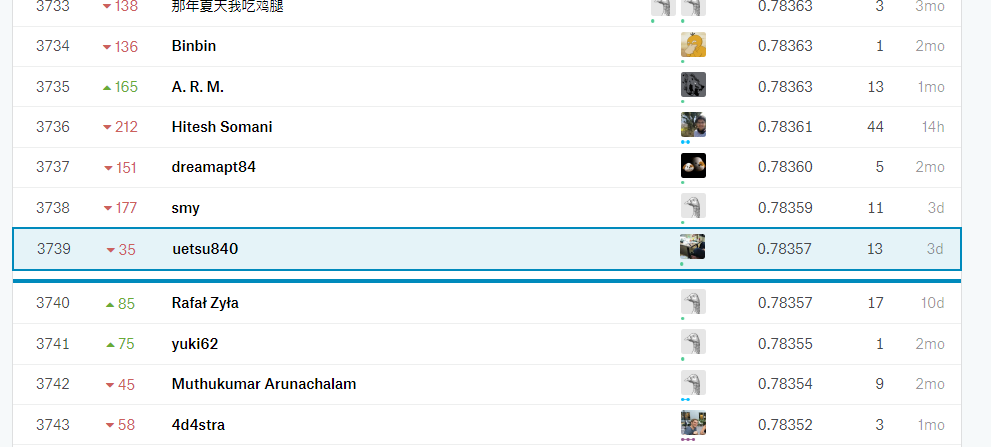 3733 138 那年夏天我吃鸡腿 0.78363 3 3mo
3734 136 Binbin 0.78363 1 2mo
3735 165 A. R. M. 0.78363 13 1mo
3736 212 Hitesh Somani 0.78361 44 14h
3737 151 dreamapt84 0.78360 5 2mo
3738 177 smy 0.78359 11 3d
3739 35 uetsu840 0.78357 13 3d
3740 85 Rafał Zyła 0.78357 17 10d
3741 75 yuki62 0.78355 1 2mo
3742 45 Muthukumar Arunachalam 0.78354 9 2mo
3743 58 4d4stra 0.78352 3 1mo